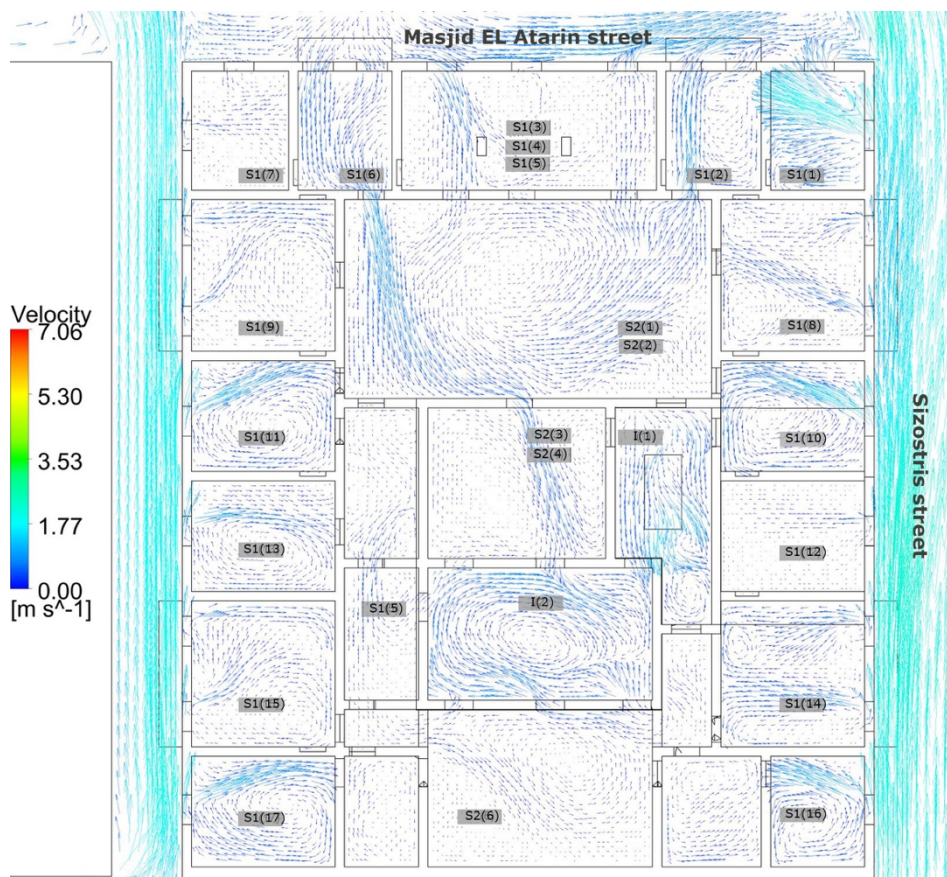 Masjid EL Atarin street
S1(3)
S1(4)
S1(5)
S1(7)
S1(6)
S1(2)
S1(1)
Velocity
7.06
5.30
3.53
1.77
0.00
[m s^-1]
S1(9)
S2(1)
S2(2)
S1(8)
Sizostris street
S1(11)
S2(3)
S2(4)
I(1)
S1(10)
S1(13)
S1(12)
S1(5)
I(2)
S1(15)
S1(14)
S1(17)
S2(6)
S1(16)